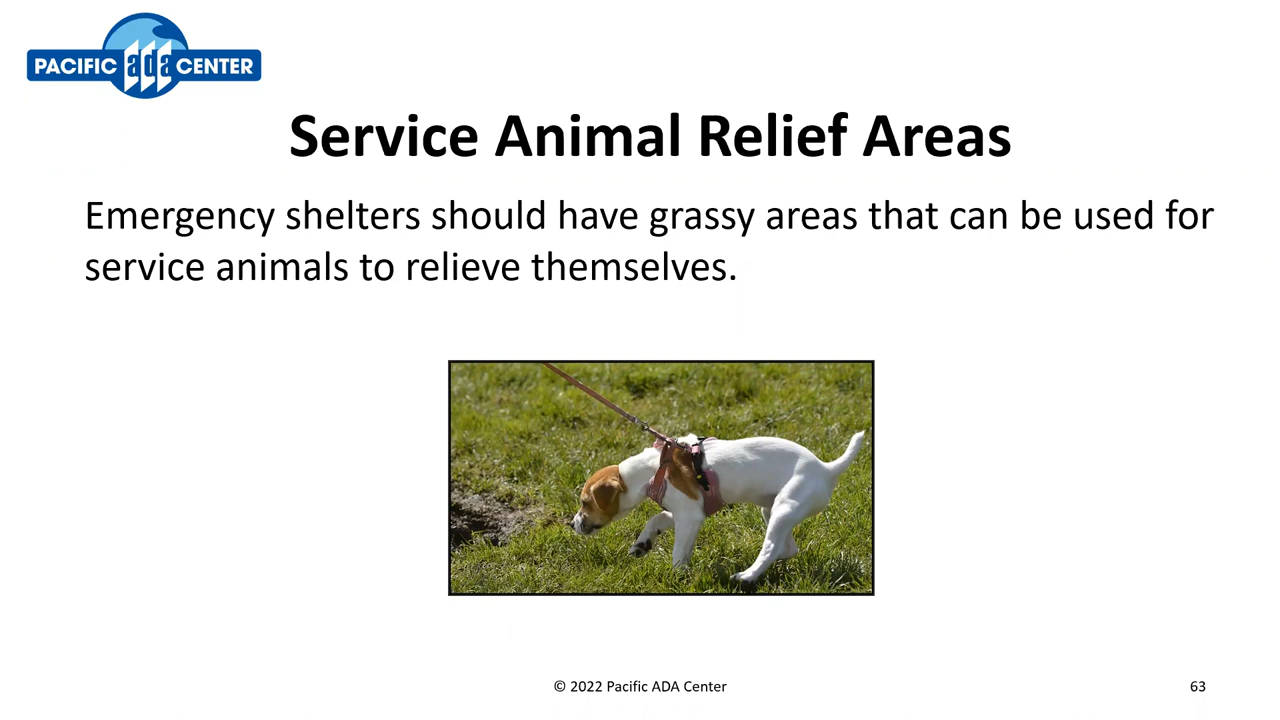 PACIFIC ada CENTER
Service Animal Relief Areas
Emergency shelters should have grassy areas that can be used for
service animals to relieve themselves.
© 2022 Pacific ADA Center
63